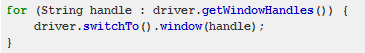 for (String handle : driver.getWindowHandles()) {
    driver.switchTo().window(handle);
}